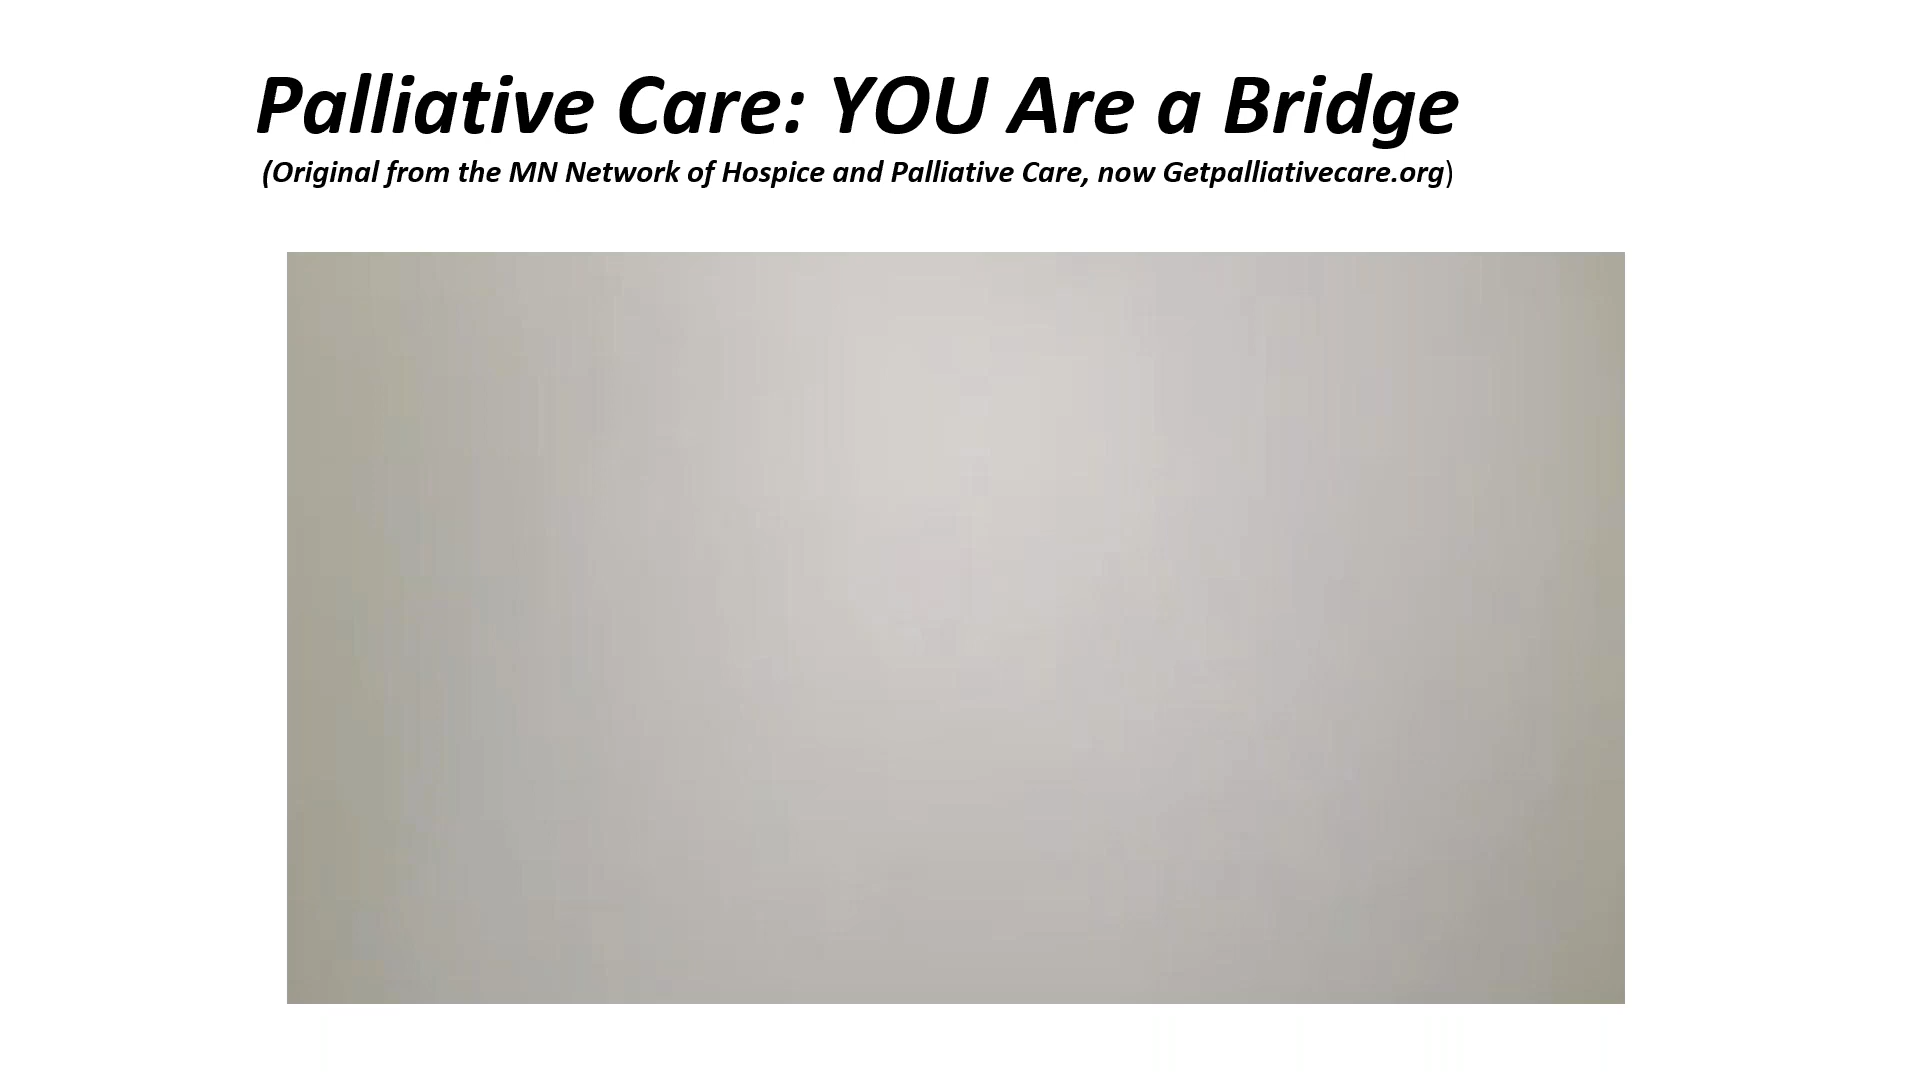 Palliative Care: YOU Are a Bridge
(Original from the MN Network of Hospice and Palliative Care, now Getpalliativecare.org)